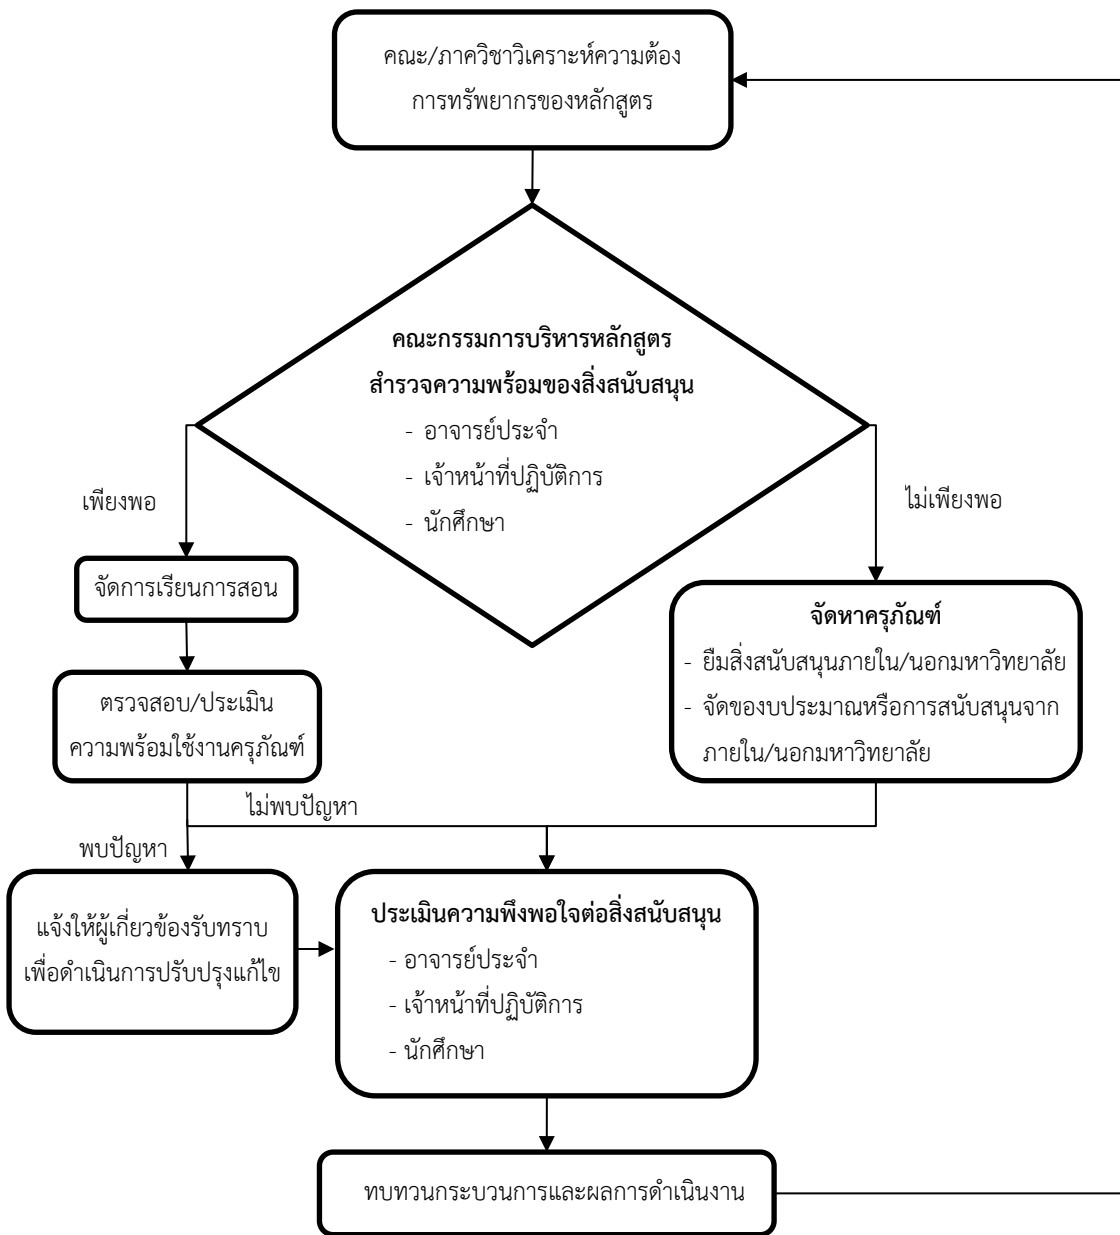 คณะ/ภาควิชาวิเคราะห์ความต้อง
การทรัพยากรของหลักสูตร
คณะกรรมการบริหารหลักสูตร
สำรวจความพร้อมของสิ่งสนับสนุน
- อาจารย์ประจำ
- เจ้าหน้าที่ปฏิบัติการ
- นักศึกษา
เพียงพอ
ไม่เพียงพอ
จัดการเรียนการสอน
ตรวจสอบ/ประเมิน
ความพร้อมใช้งานครุภัณฑ์
จัดหาครุภัณฑ์
- ยืมสิ่งสนับสนุนภายใน/นอกมหาวิทยาลัย
- จัดของบประมาณหรือการสนับสนุนจาก
ภายใน/นอกมหาวิทยาลัย
ไม่พบปัญหา
พบปัญหา
แจ้งให้ผู้เกี่ยวข้องรับทราบ
เพื่อดำเนินการปรับปรุงแก้ไข
ประเมินความพึงพอใจต่อสิ่งสนับสนุน
- อาจารย์ประจำ
- เจ้าหน้าที่ปฏิบัติการ
- นักศึกษา
ทบทวนกระบวนการและผลการดำเนินงาน